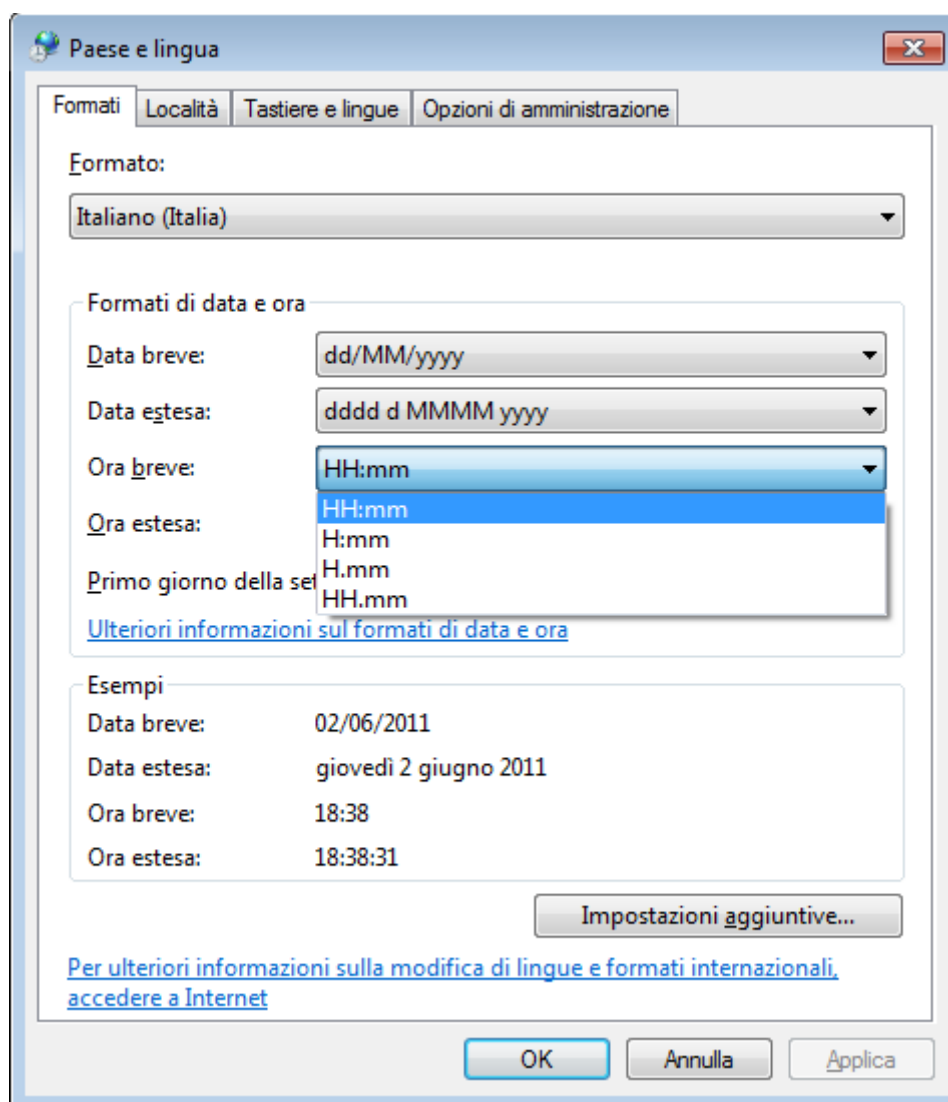 Paese e lingua
Formati Località Tastiere e lingue Opzioni di amministrazione
Formato:
Italiano (Italia)
Formati di data e ora
Data breve: dd/MM/yyyy
Data estesa: dddd d MMMM yyyy
Ora breve: HH:mm
HH:mm
Ora estesa:
H:mm
H.mm
Primo giorno della set
HH.mm
Ulteriori informazioni sul formati di data e ora
Esempi
Data breve: 02/06/2011
Data estesa: giovedì 2 giugno 2011
Ora breve: 18:38
Ora estesa: 18:38:31
Impostazioni aggiuntive...
Per ulteriori informazioni sulla modifica di lingue e formati internazionali,
accedere a Internet
OK Annulla Applica